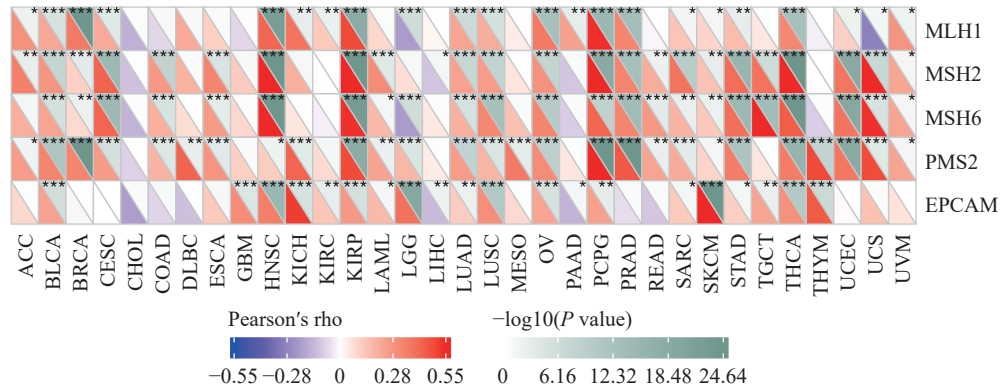 MLH1
MSH2
MSH6
PMS2
EPCAM
ACC
BLCA
BRCA
CESC
CHOL
COAD
DLBC
ESCA
GBM
HNSC
KICH
KIRC
KIRP
LAML
LGG
LIHC
LUAD
LUSC
MESO
OV
PAAD
PCPG
PRAD
READ
SARC
SKCM
STAD
TGCT
THCA
THYM
UCEC
UCS
UVM
Pearson′s rho
−0.55 −0.28 0 0.28 0.55
−log10(P value)
0 6.16 12.32 18.48 24.64